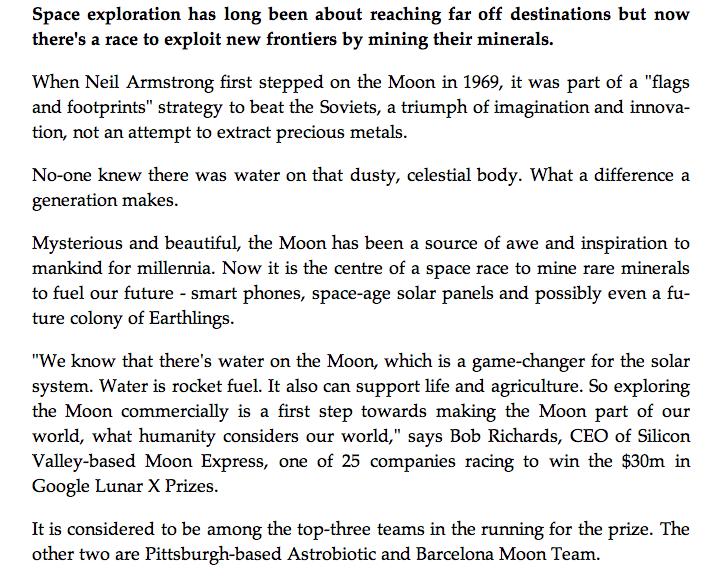 Space exploration has long been about reaching far off destinations but now
there's a race to exploit new frontiers by mining their minerals.
When Neil Armstrong first stepped on the Moon in 1969, it was part of a "flags
and footprints" strategy to beat the Soviets, a triumph of imagination and innova-
tion, not an attempt to extract precious metals.
No-one knew there was water on that dusty, celestial body. What a difference a
generation makes.
Mysterious and beautiful, the Moon has been a source of awe and inspiration to
mankind for millennia. Now it is the centre of a space race to mine rare minerals
to fuel our future - smart phones, space-age solar panels and possibly even a fu-
ture colony of Earthlings.
"We know that there's water on the Moon, which is a game-changer for the solar
system. Water is rocket fuel. It also can support life and agriculture. So exploring
the Moon commercially is a first step towards making the Moon part of our
world, what humanity considers our world," says Bob Richards, CEO of Silicon
Valley-based Moon Express, one of 25 companies racing to win the $30m in
Google Lunar X Prizes.
It is considered to be among the top-three teams in the running for the prize. The
other two are Pittsburgh-based Astrobiotic and Barcelona Moon Team.